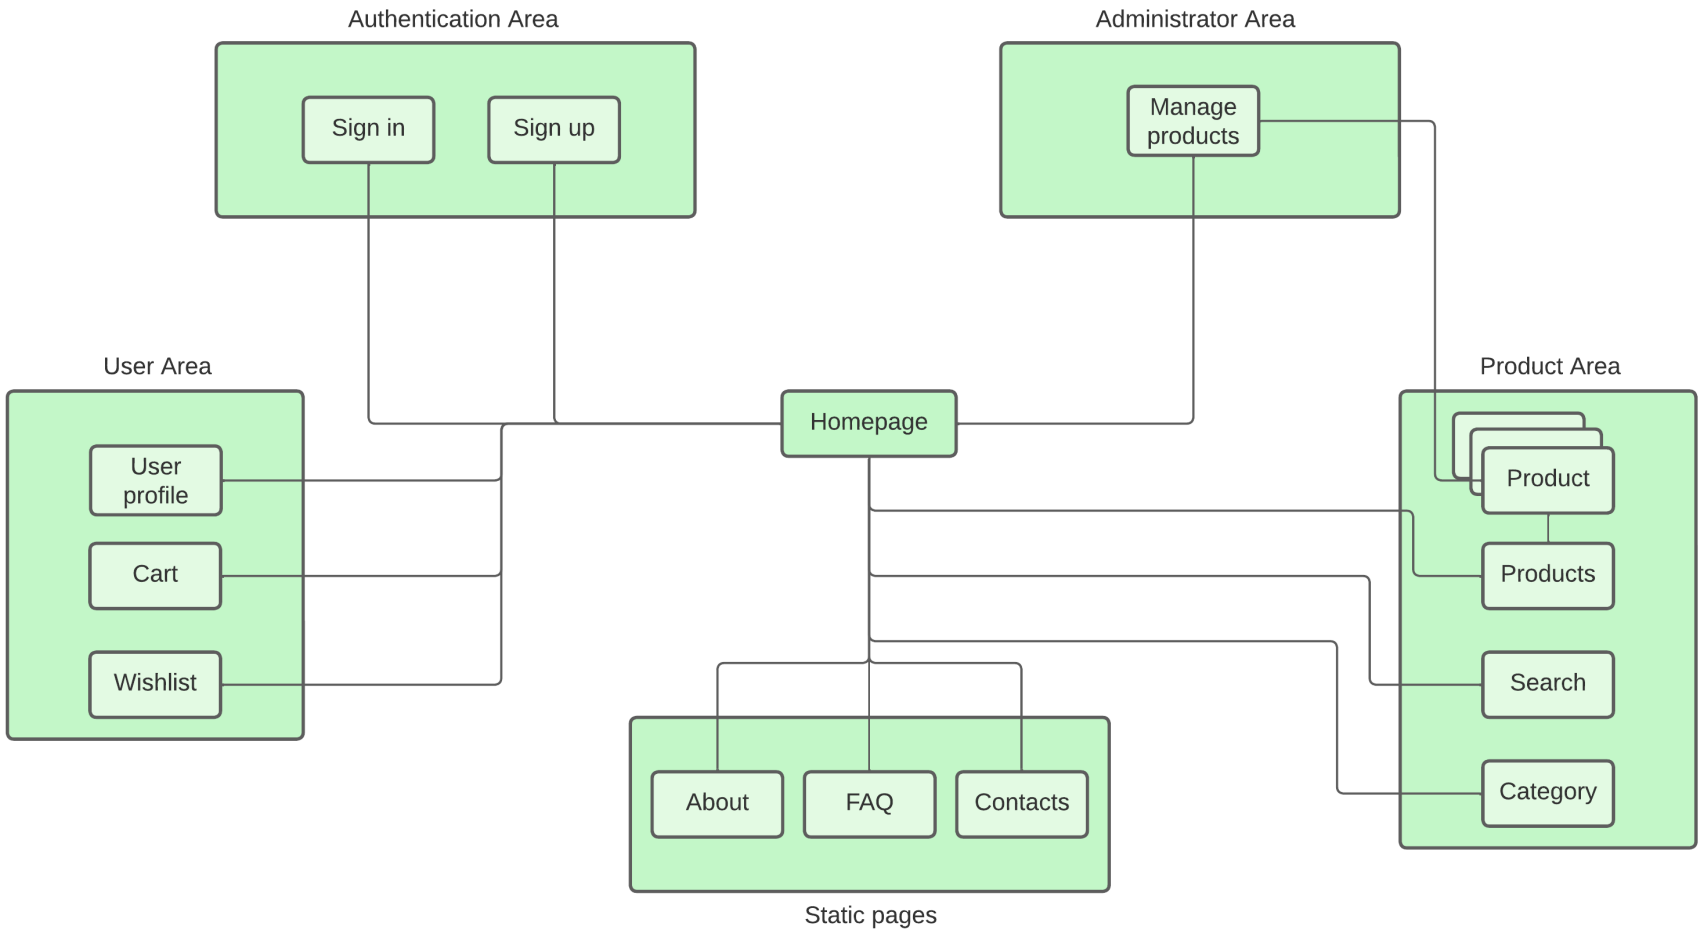 Authentication Area
Administrator Area
Sign in
Sign up
Manage
products
User Area
Product Area
Homepage
User
profile
Product
Cart
Products
Wishlist
Search
About
FAQ
Contacts
Category
Static pages